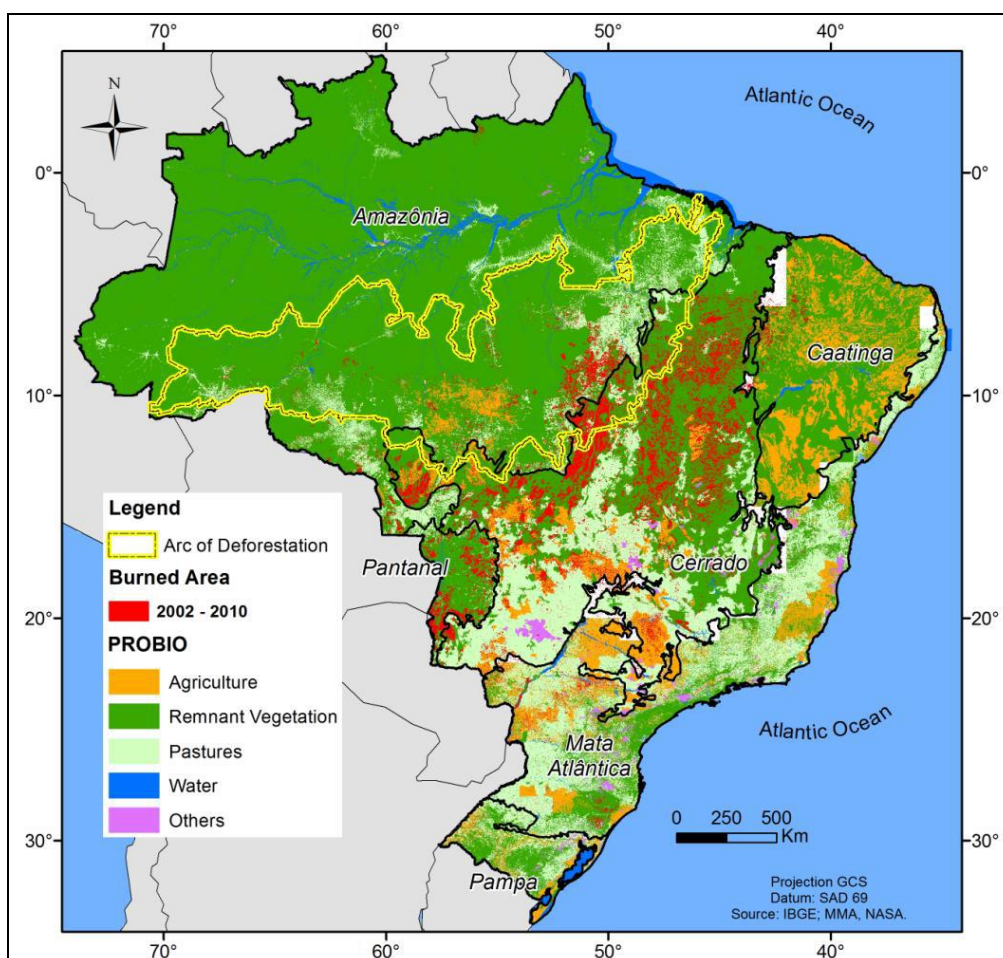 70° 60° 50° 40°
N
Atlantic Ocean
0° 0°
Amazônia
Caatinga
10° 10°
Legend
Arc of Deforestation
Burned Area
2002 - 2010
PROBIO
Agriculture
Remnant Vegetation
Pastures
Water
Others
Pantanal
Cerrado
20° 20°
Atlantic Ocean
Mata
Atlântica
0 250 500
Km
30° 30°
Pampa
Projection GCS
Datum: SAD 69
Source: IBGE; MMA, NASA.
70° 60° 50° 40°